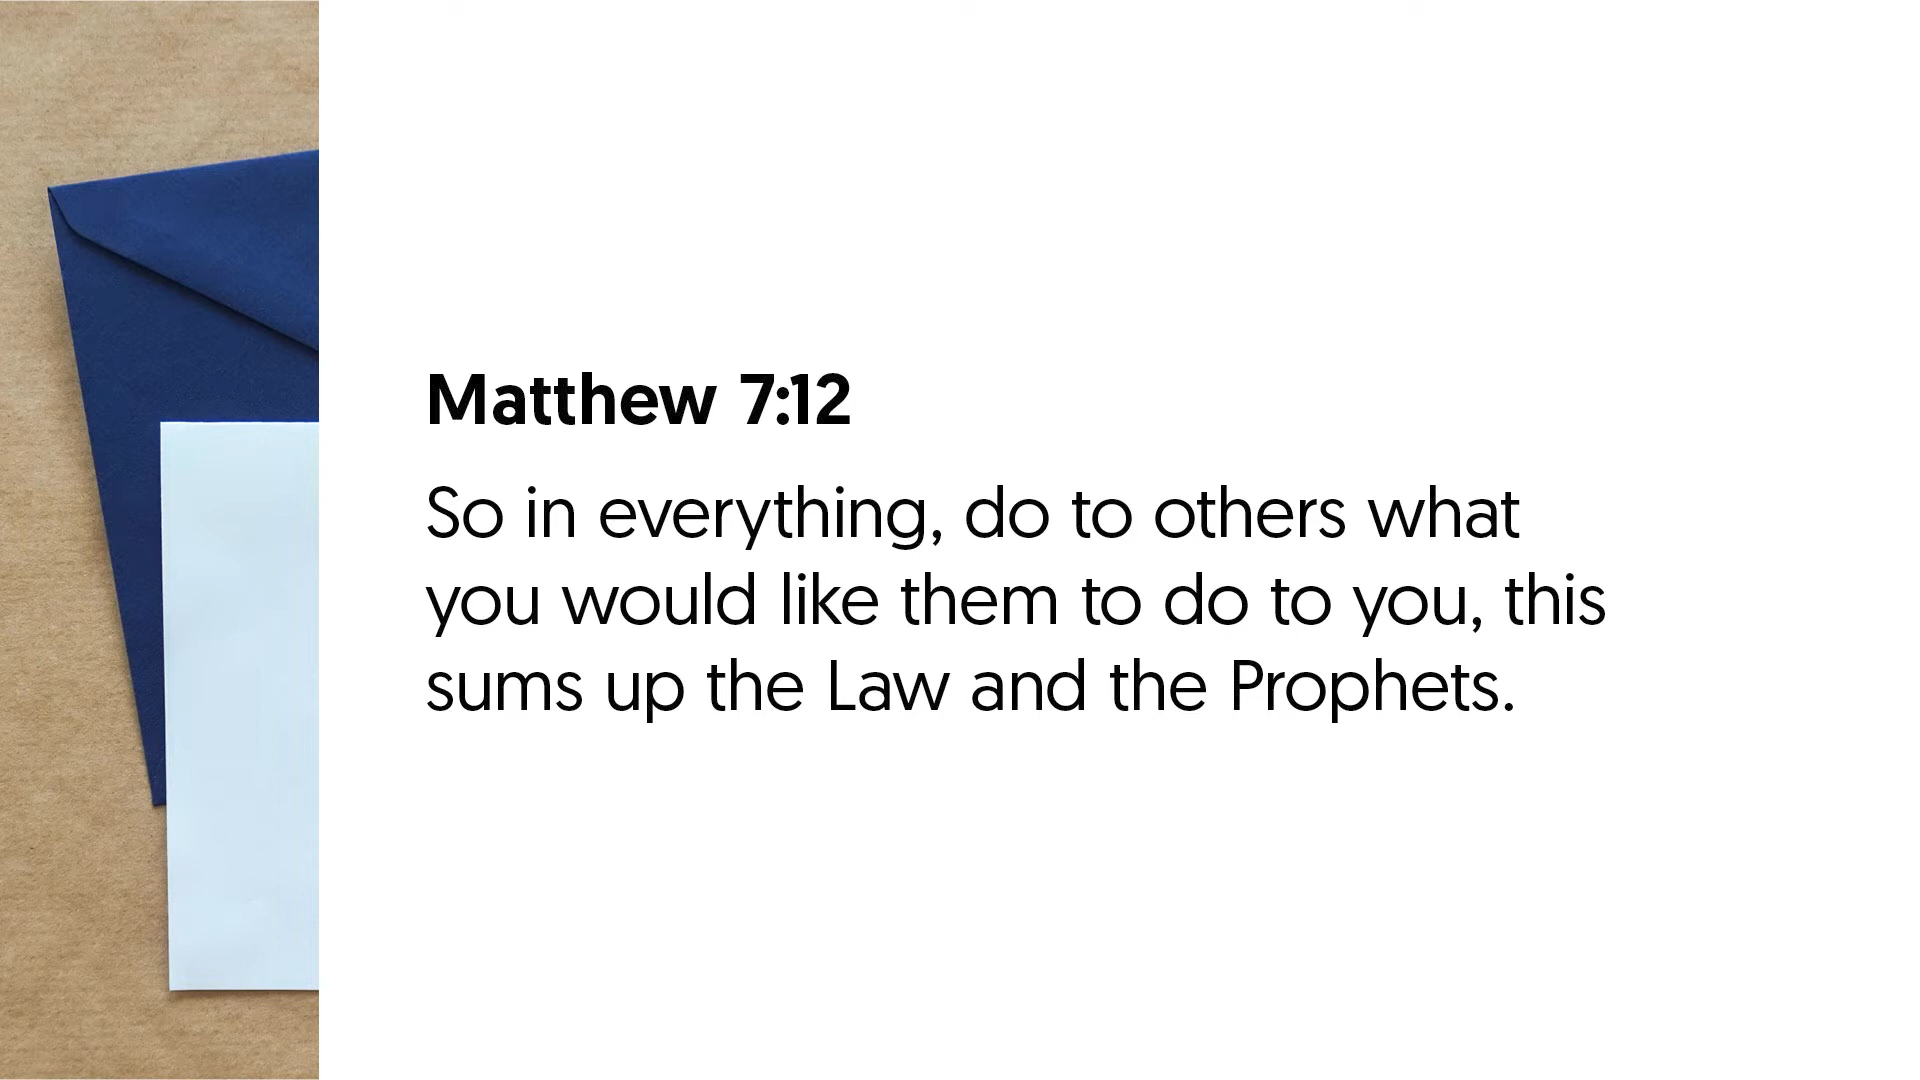 Matthew 7:12
So in everything, do to others what
you would like them to do to you, this
sums up the Law and the Prophets.